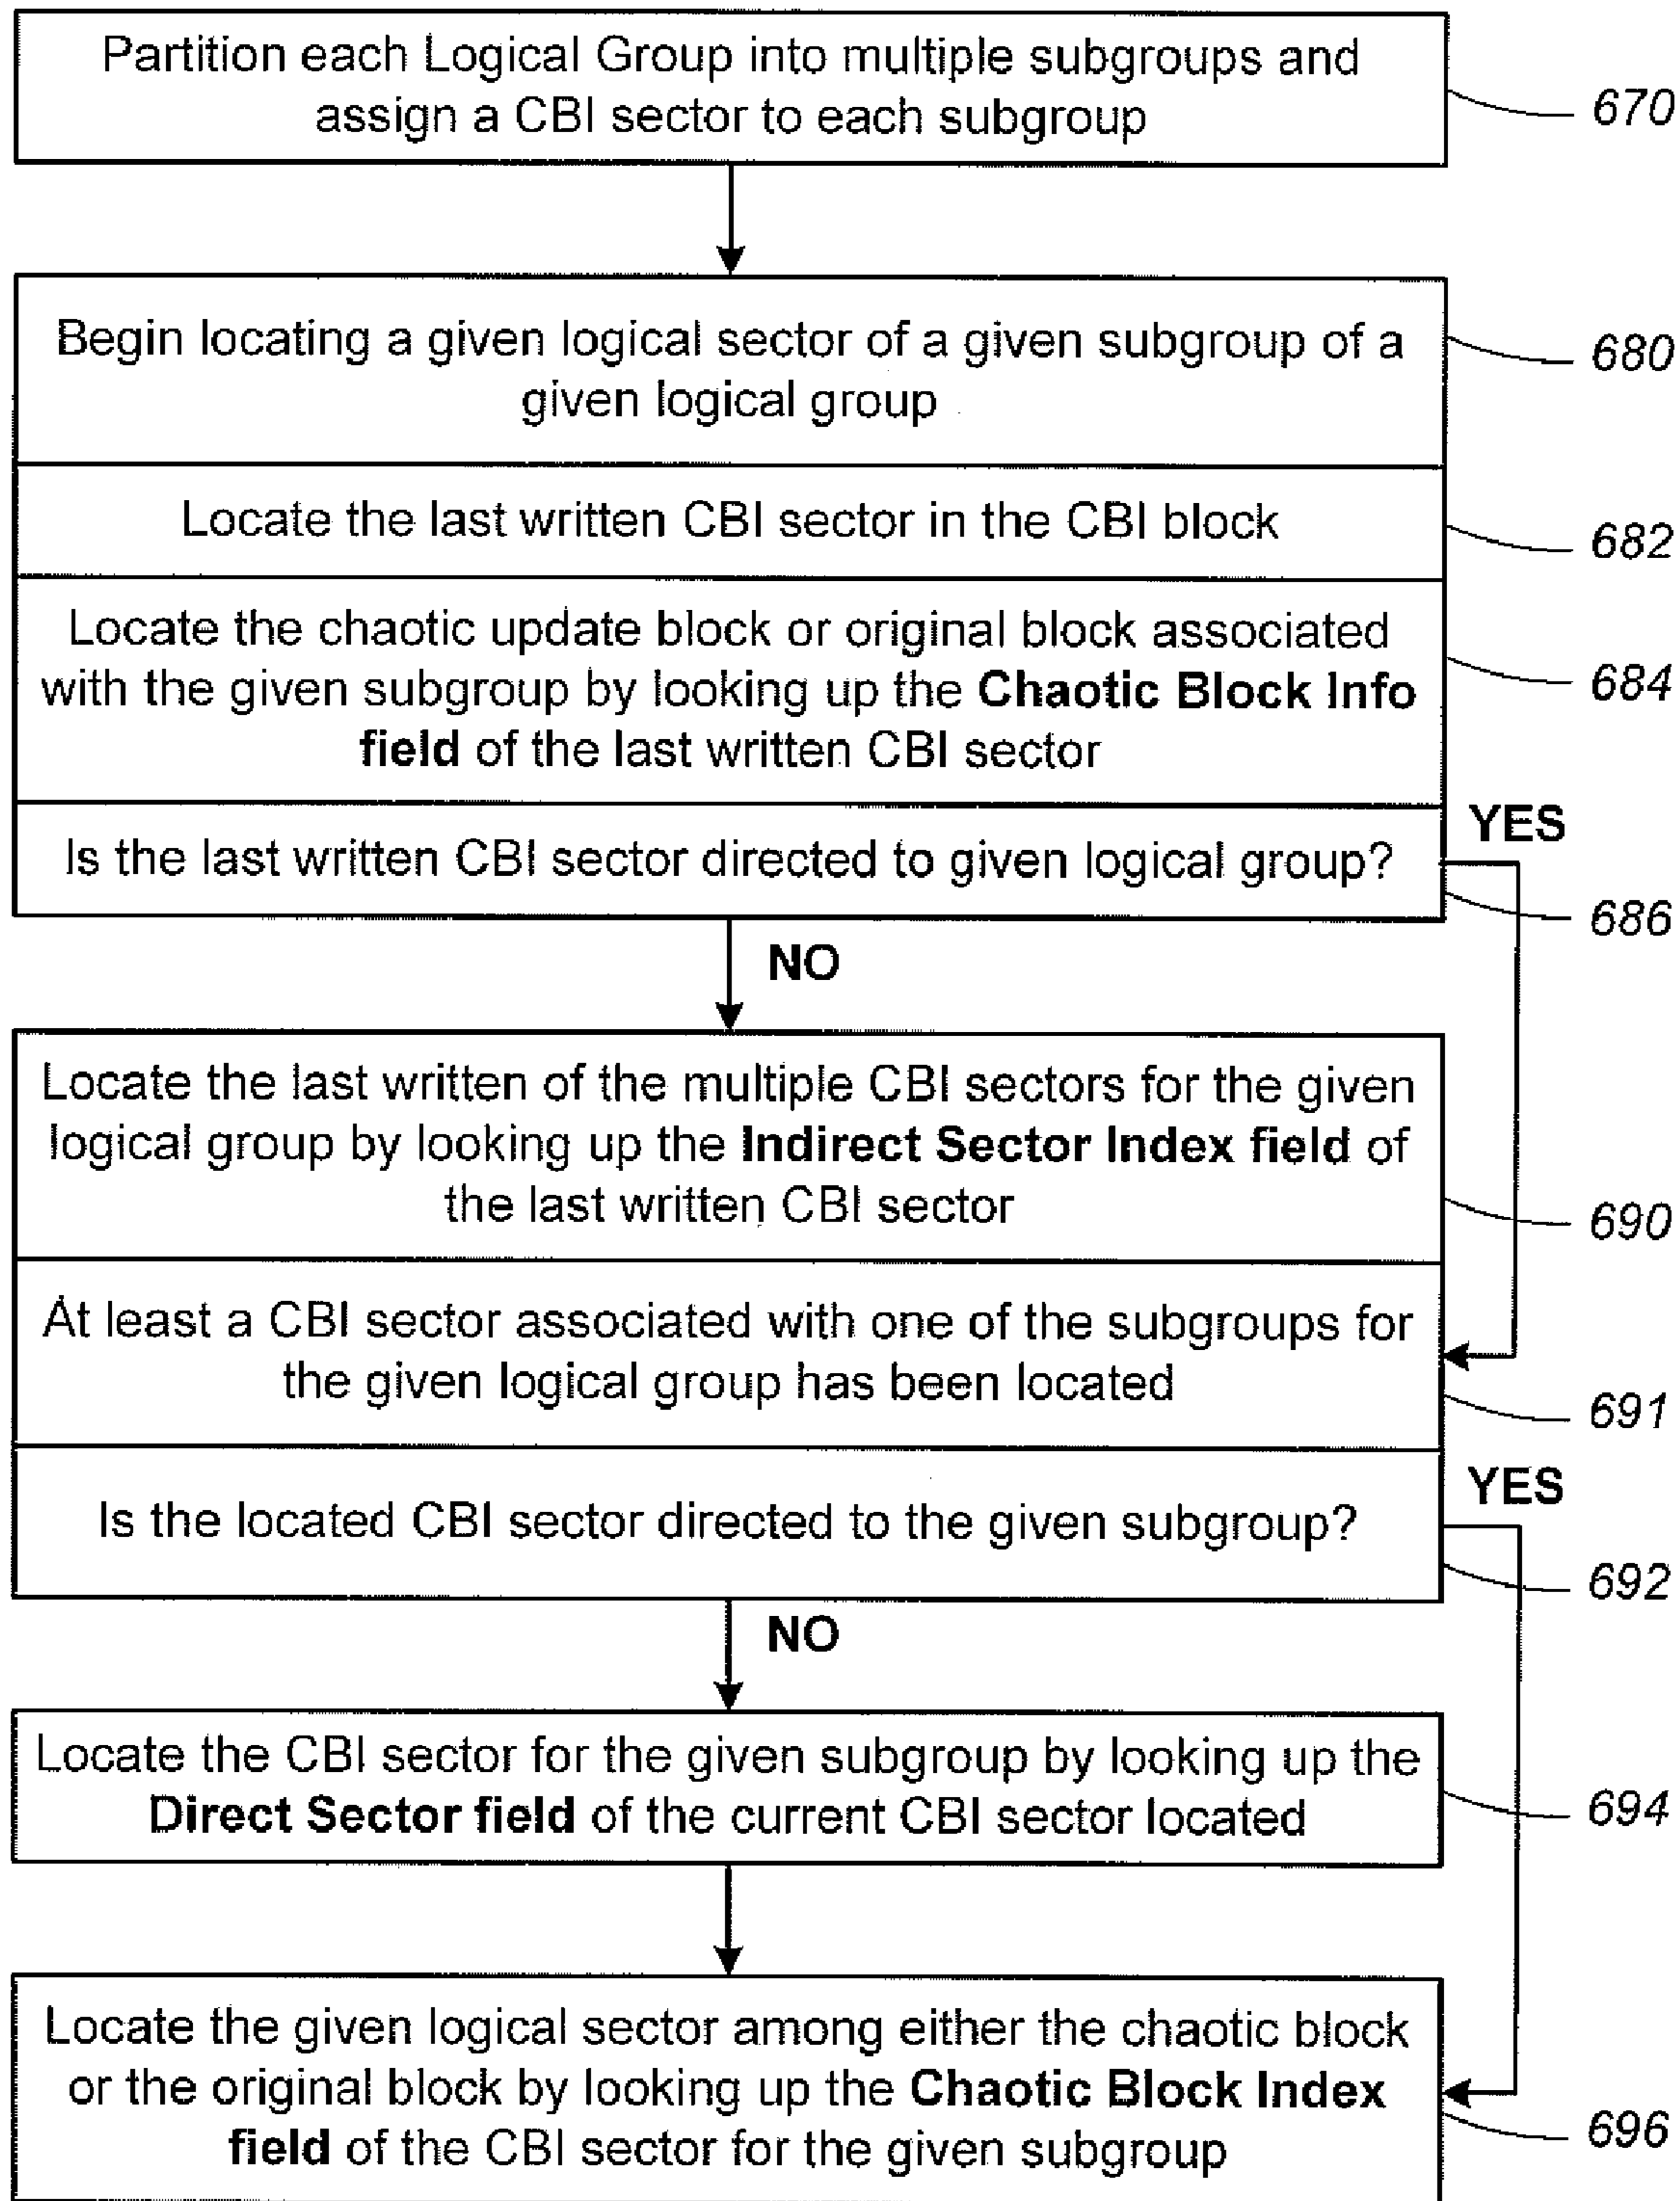 Partition each Logical Group into multiple subgroups and
assign a CBI sector to each subgroup
670
Begin locating a given logical sector of a given subgroup of a
given logical group
680
Locate the last written CBI sector in the CBI block
682
Locate the chaotic update block or original block associated
with the given subgroup by looking up the Chaotic Block Info
field of the last written CBI sector
684
YES
Is the last written CBI sector directed to given logical group?
686
NO
Locate the last written of the multiple CBI sectors for the given
logical group by looking up the Indirect Sector Index field of
the last written CBI sector
690
At least a CBI sector associated with one of the subgroups for
the given logical group has been located
691
YES
Is the located CBI sector directed to the given subgroup?
692
NO
Locate the CBI sector for the given subgroup by looking up the
Direct Sector field of the current CBI sector located
694
Locate the given logical sector among either the chaotic block
or the original block by looking up the Chaotic Block Index
field of the CBI sector for the given subgroup
696